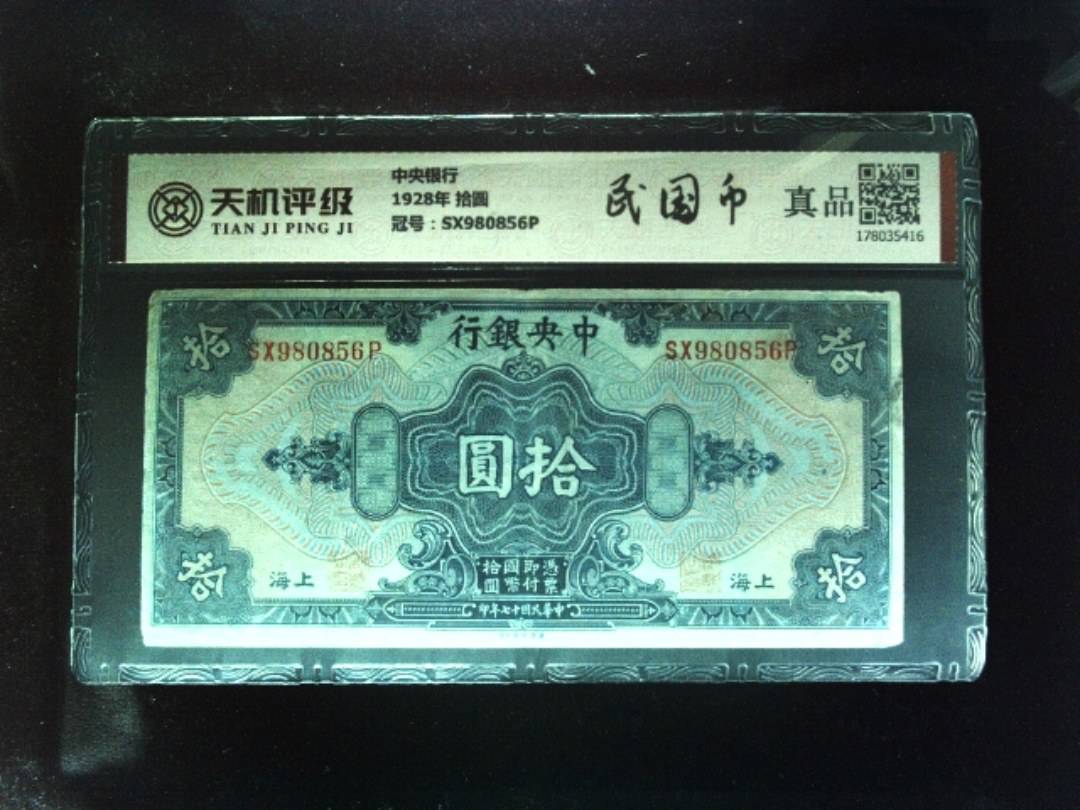 天机评级
TIAN JI PING JI
中央银行
1928年 拾圆
冠号：SX980856P
民国币
真品
178035416
行銀央中
拾
拾
SX980856P
SX980856P
圓拾
憑票
即付
國幣
拾圓
海上
海上
拾
拾
印年七十國民華中